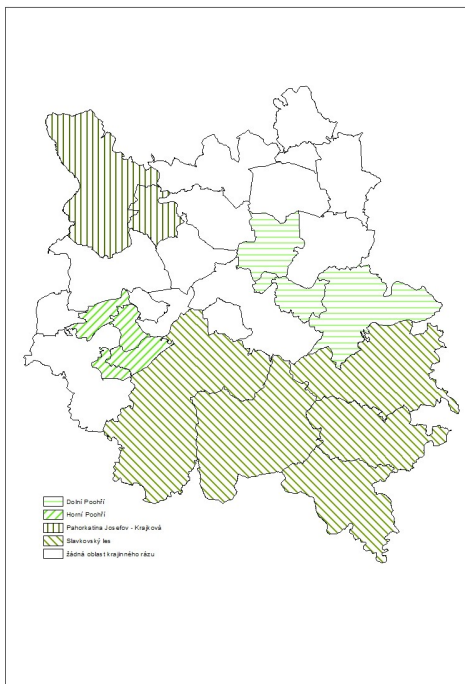 Dolní Poohří
Horní Poohří
Pahorkatina Josefov - Krajková
Slavkovský les
žádná oblast krajinného rázu